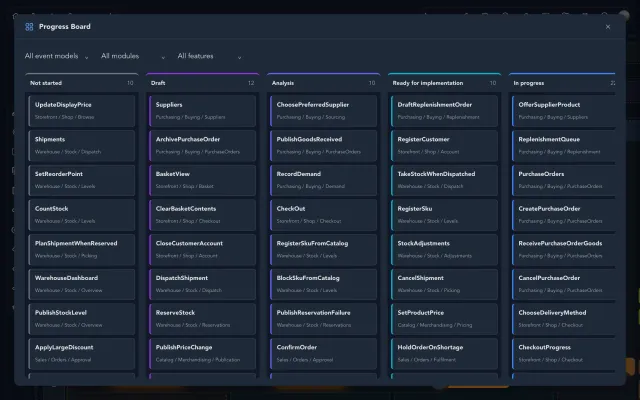 Progress Board
All event models
All modules
All features
Not started 10
UpdateDisplayPrice
Storefront / Shop / Browse
Shipments
Warehouse / Stock / Dispatch
SetReorderPoint
Warehouse / Stock / Levels
CountStock
Warehouse / Stock / Levels
PlanShipmentWhenReserved
Warehouse / Stock / Picking
WarehouseDashboard
Warehouse / Stock / Overview
PublishStockLevel
Warehouse / Stock / Overview
ApplyLargeDiscount
Sales / Orders / Approval
Draft 12
Suppliers
Purchasing / Buying / Suppliers
ArchivePurchaseOrder
Purchasing / Buying / PurchaseOrders
BasketView
Storefront / Shop / Basket
ClearBasketContents
Storefront / Shop / Checkout
CloseCustomerAccount
Storefront / Shop / Account
DispatchShipment
Warehouse / Stock / Dispatch
ReserveStock
Warehouse / Stock / Reservations
PublishPriceChange
Catalog / Merchandising / Publication
Analysis 10
ChoosePreferredSupplier
Purchasing / Buying / Sourcing
PublishGoodsReceived
Purchasing / Buying / PurchaseOrders
RecordDemand
Purchasing / Buying / Demand
CheckOut
Storefront / Shop / Checkout
RegisterSkuFromCatalog
Warehouse / Stock / Levels
BlockSkuFromCatalog
Warehouse / Stock / Levels
PublishReservationFailure
Warehouse / Stock / Reservations
ConfirmOrder
Sales / Orders / Approval
Ready for implementation 10
DraftReplenishmentOrder
Purchasing / Buying / Replenishment
RegisterCustomer
Storefront / Shop / Account
TakeStockWhenDispatched
Warehouse / Stock / Dispatch
RegisterSku
Warehouse / Stock / Levels
StockAdjustments
Warehouse / Stock / Adjustments
CancelShipment
Warehouse / Stock / Picking
SetProductPrice
Catalog / Merchandising / Pricing
HoldOrderOnShortage
Sales / Orders / Fulfilment
In progress
OfferSupplierProduct
Purchasing / Buying / Suppliers
ReplenishmentQueue
Purchasing / Buying / Replenishment
PurchaseOrders
Purchasing / Buying / PurchaseOrders
CreatePurchaseOrder
Purchasing / Buying / PurchaseOrders
ReceivePurchaseOrderGoods
Purchasing / Buying / PurchaseOrders
CancelPurchaseOrder
Purchasing / Buying / PurchaseOrders
ChooseDeliveryMethod
Storefront / Shop / Checkout
CheckoutProgress
Storefront / Shop / Checkout